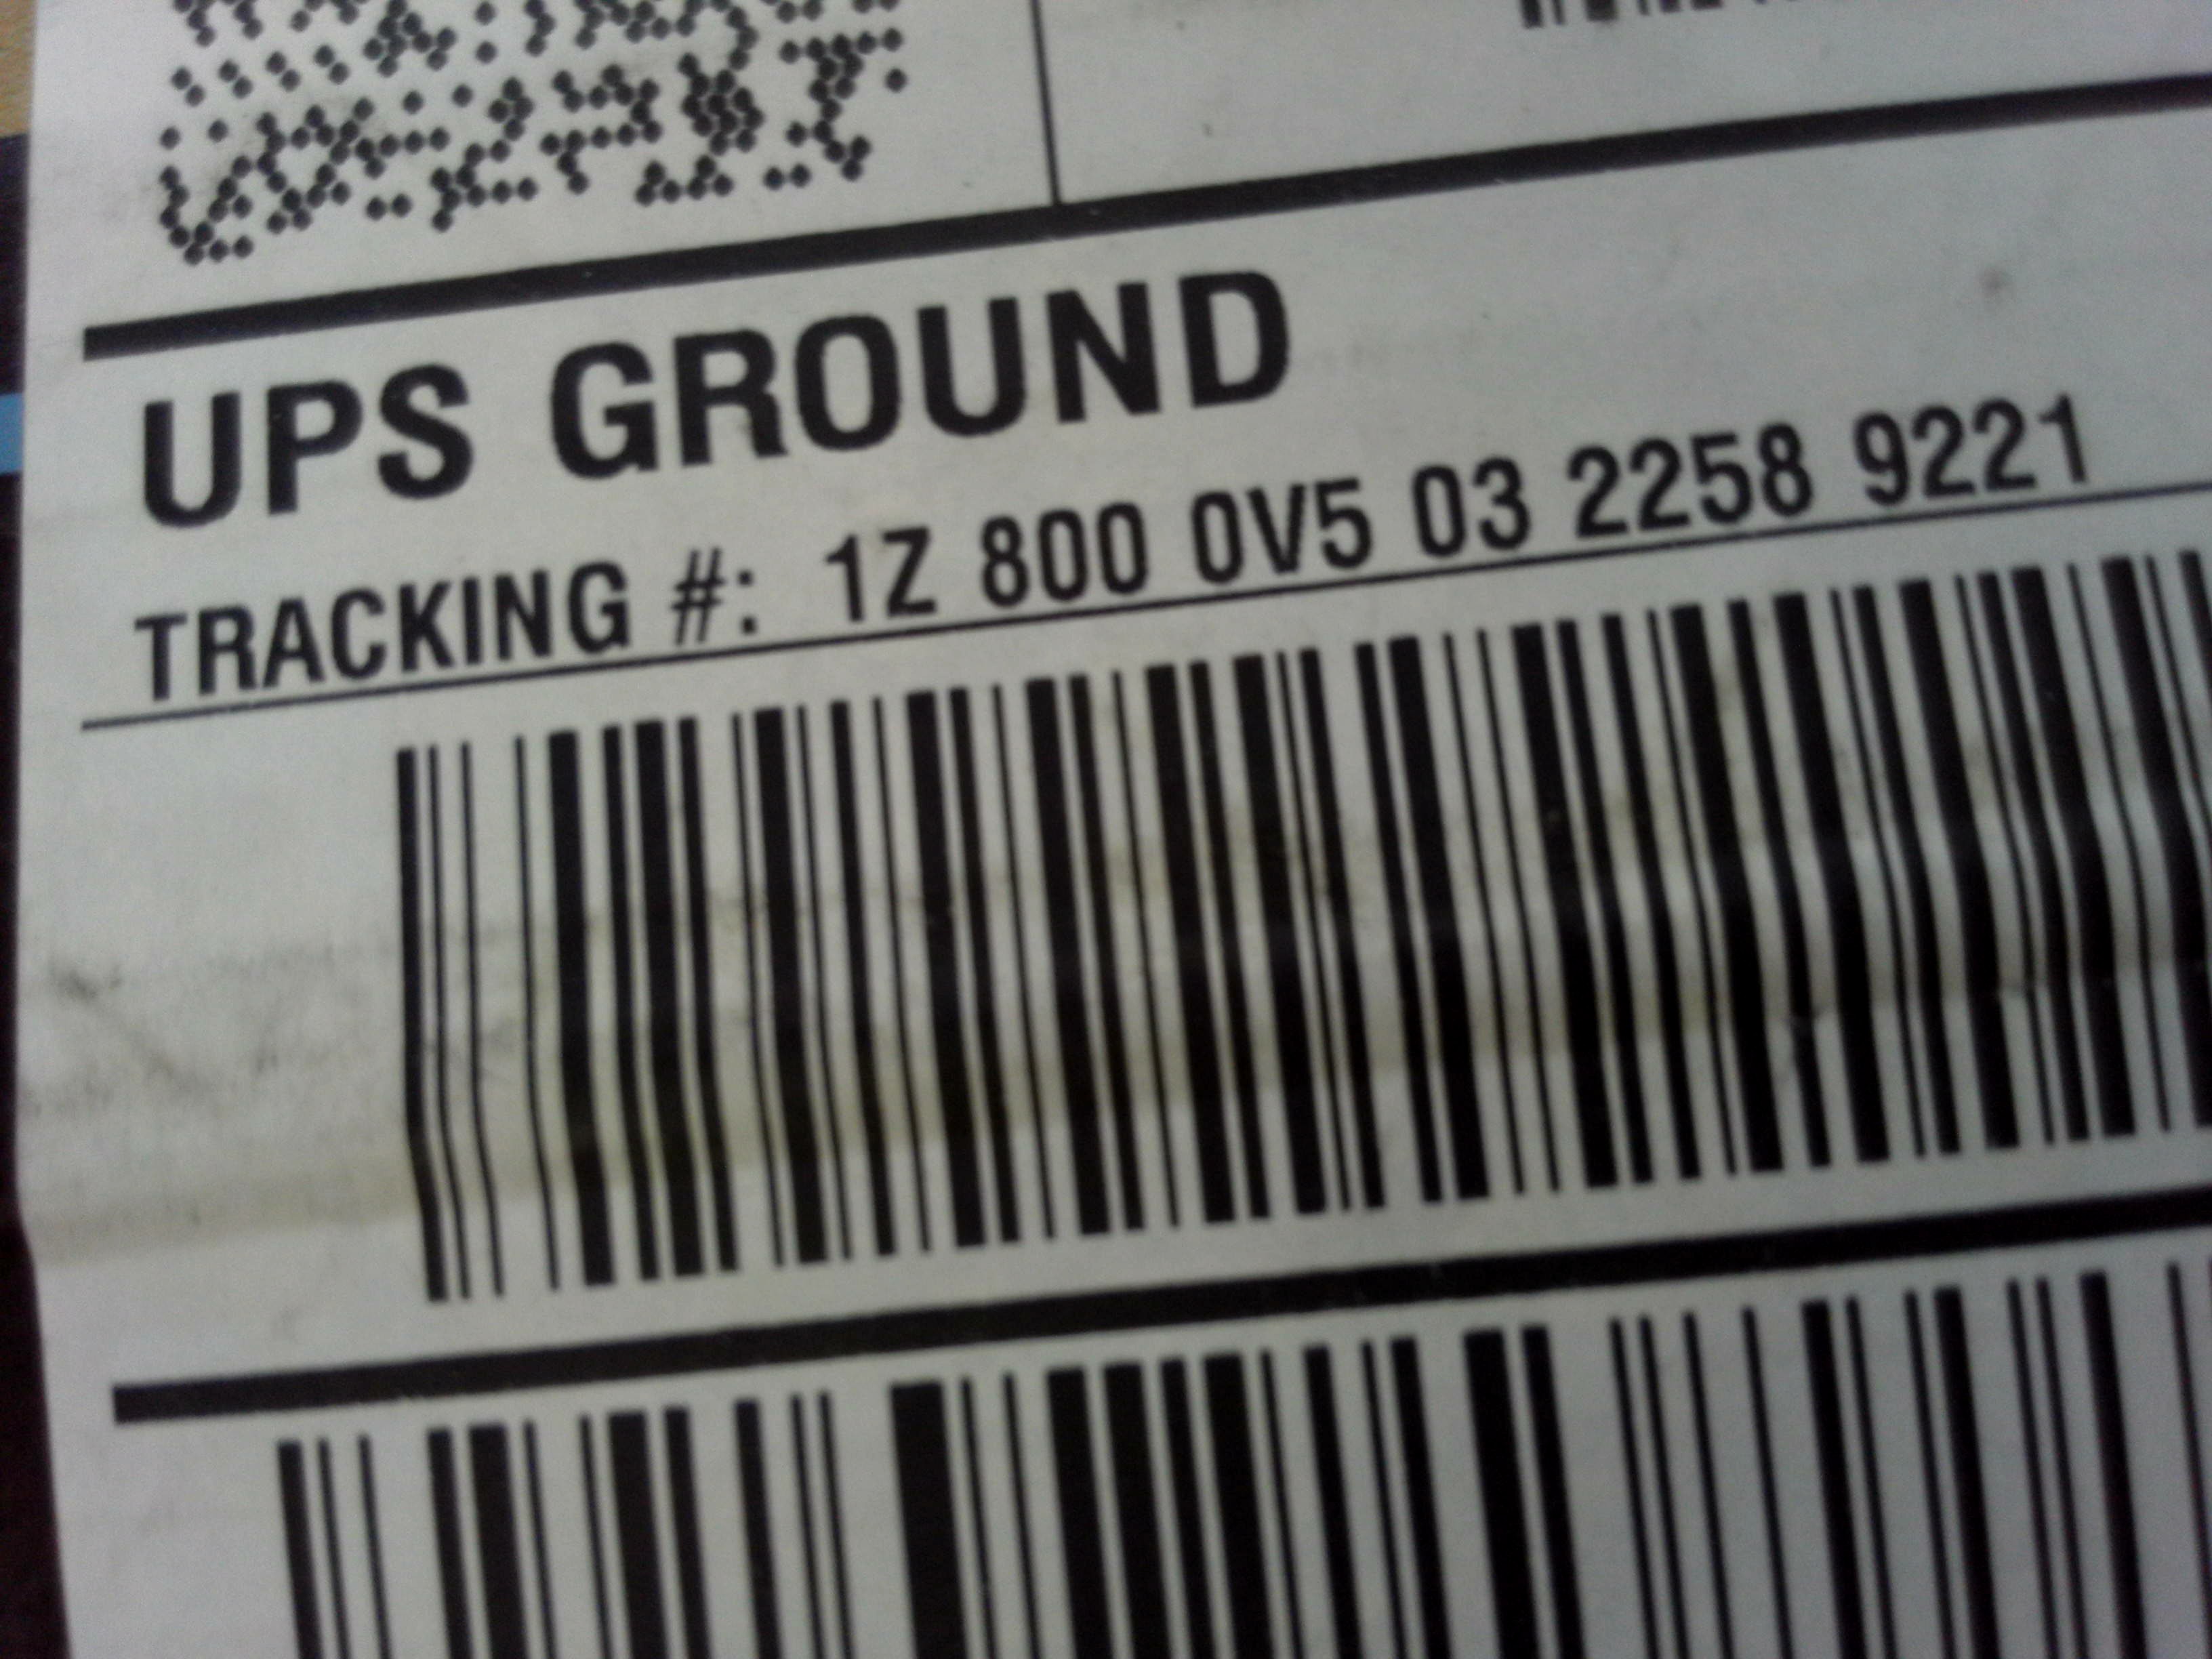 UPS GROUND
TRACKING #: 1Z 800 0V5 03 2258 9221